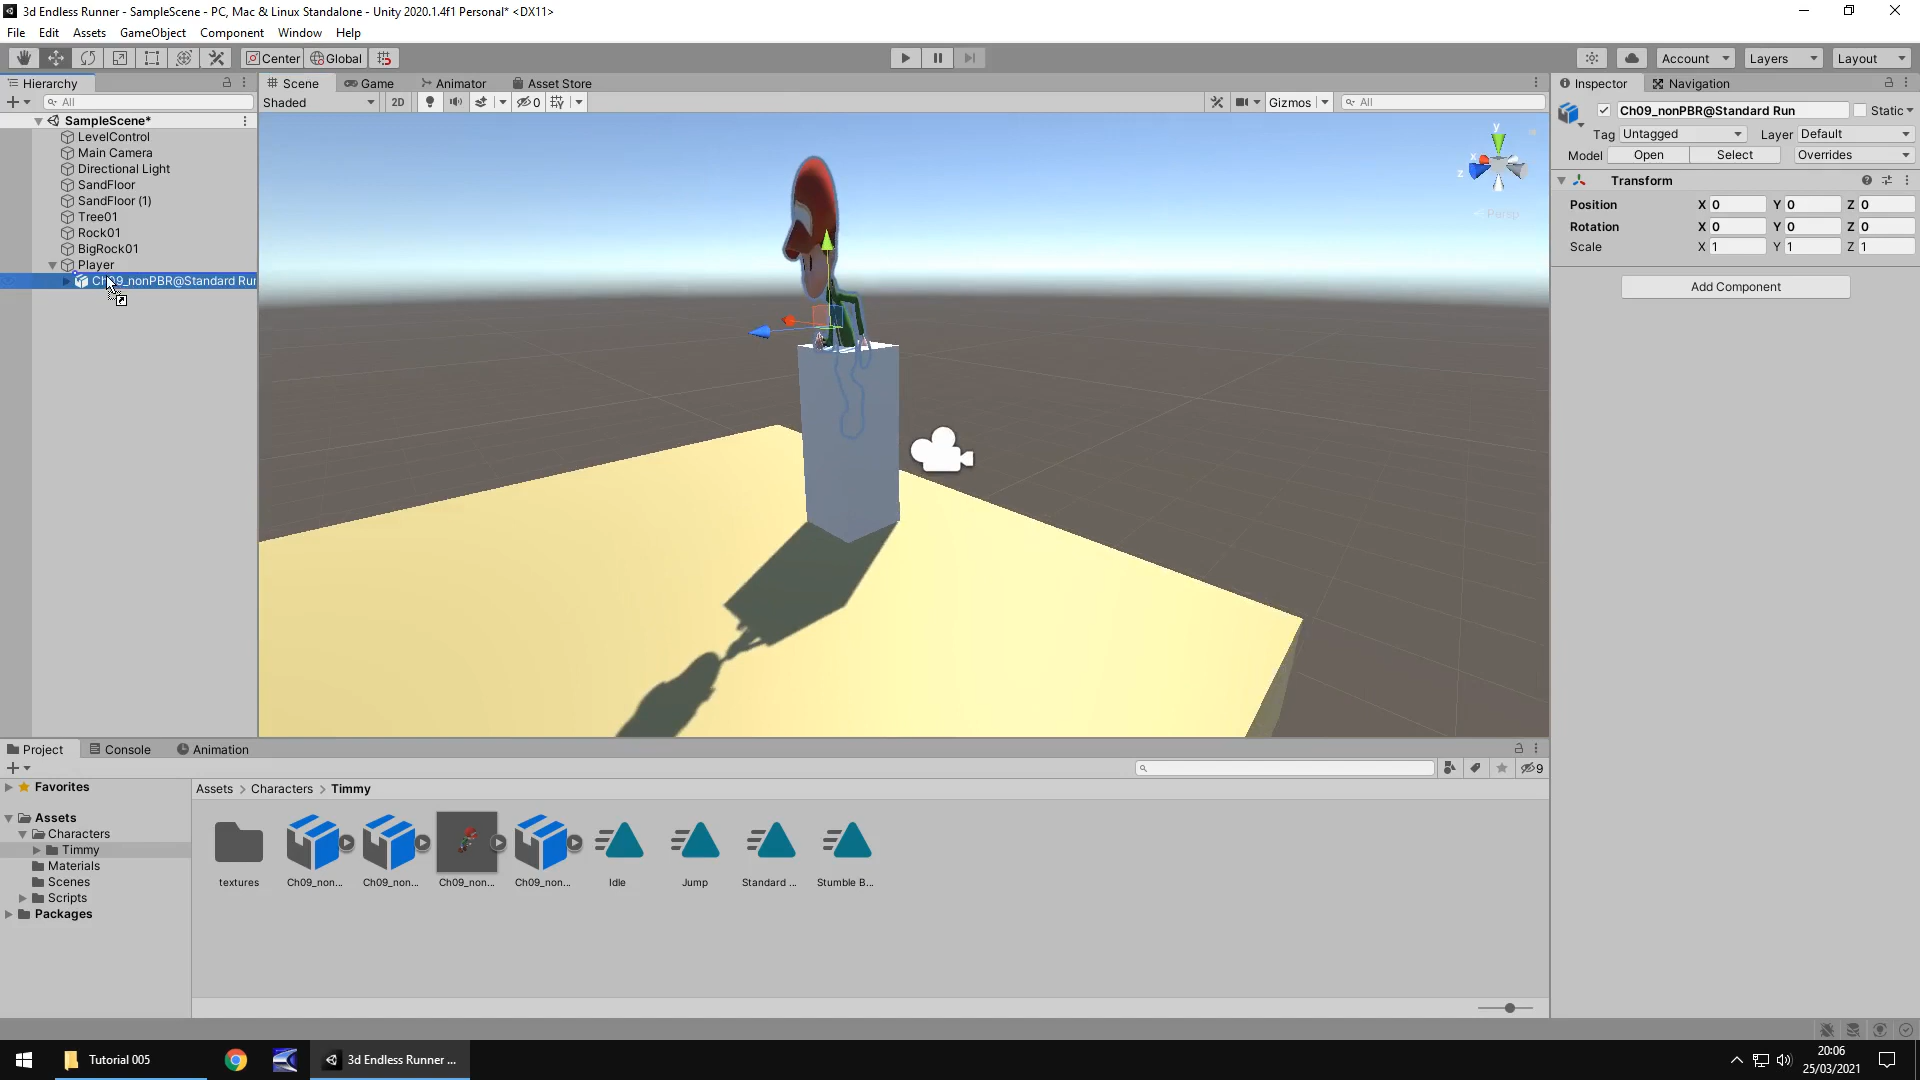 3d Endless Runner - SampleScene - PC, Mac & Linux Standalone - Unity 2020.1.4f1 Personal* <DX11>
File Edit Assets GameObject Component Window Help
Center Global Account Layers Layout
Hierarchy Scene Game Animator Asset Store Inspector Navigation
All Shaded 2D 0 Gizmos All
Ch09_nonPBR@Standard Run Static
Tag Untagged Layer Default
Model Open Select Overrides
Transform
Position X 0 Y 0 Z 0
Rotation X 0 Y 0 Z 0
Scale X 1 Y 1 Z 1
Add Component
SampleScene*
LevelControl
Main Camera
Directional Light
SandFloor
SandFloor (1)
Tree01
Rock01
BigRock01
Player
Ch09_nonPBR@Standard Run
y
z
x
Persp
Project Console Animation
9
Favorites
Assets
Characters
Timmy
Materials
Scenes
Scripts
Packages
Assets > Characters > Timmy
textures Ch09_non... Ch09_non... Ch09_non... Ch09_non... Idle Jump Standard ... Stumble B...
Tutorial 005
3d Endless Runner ...
20:06
25/03/2021